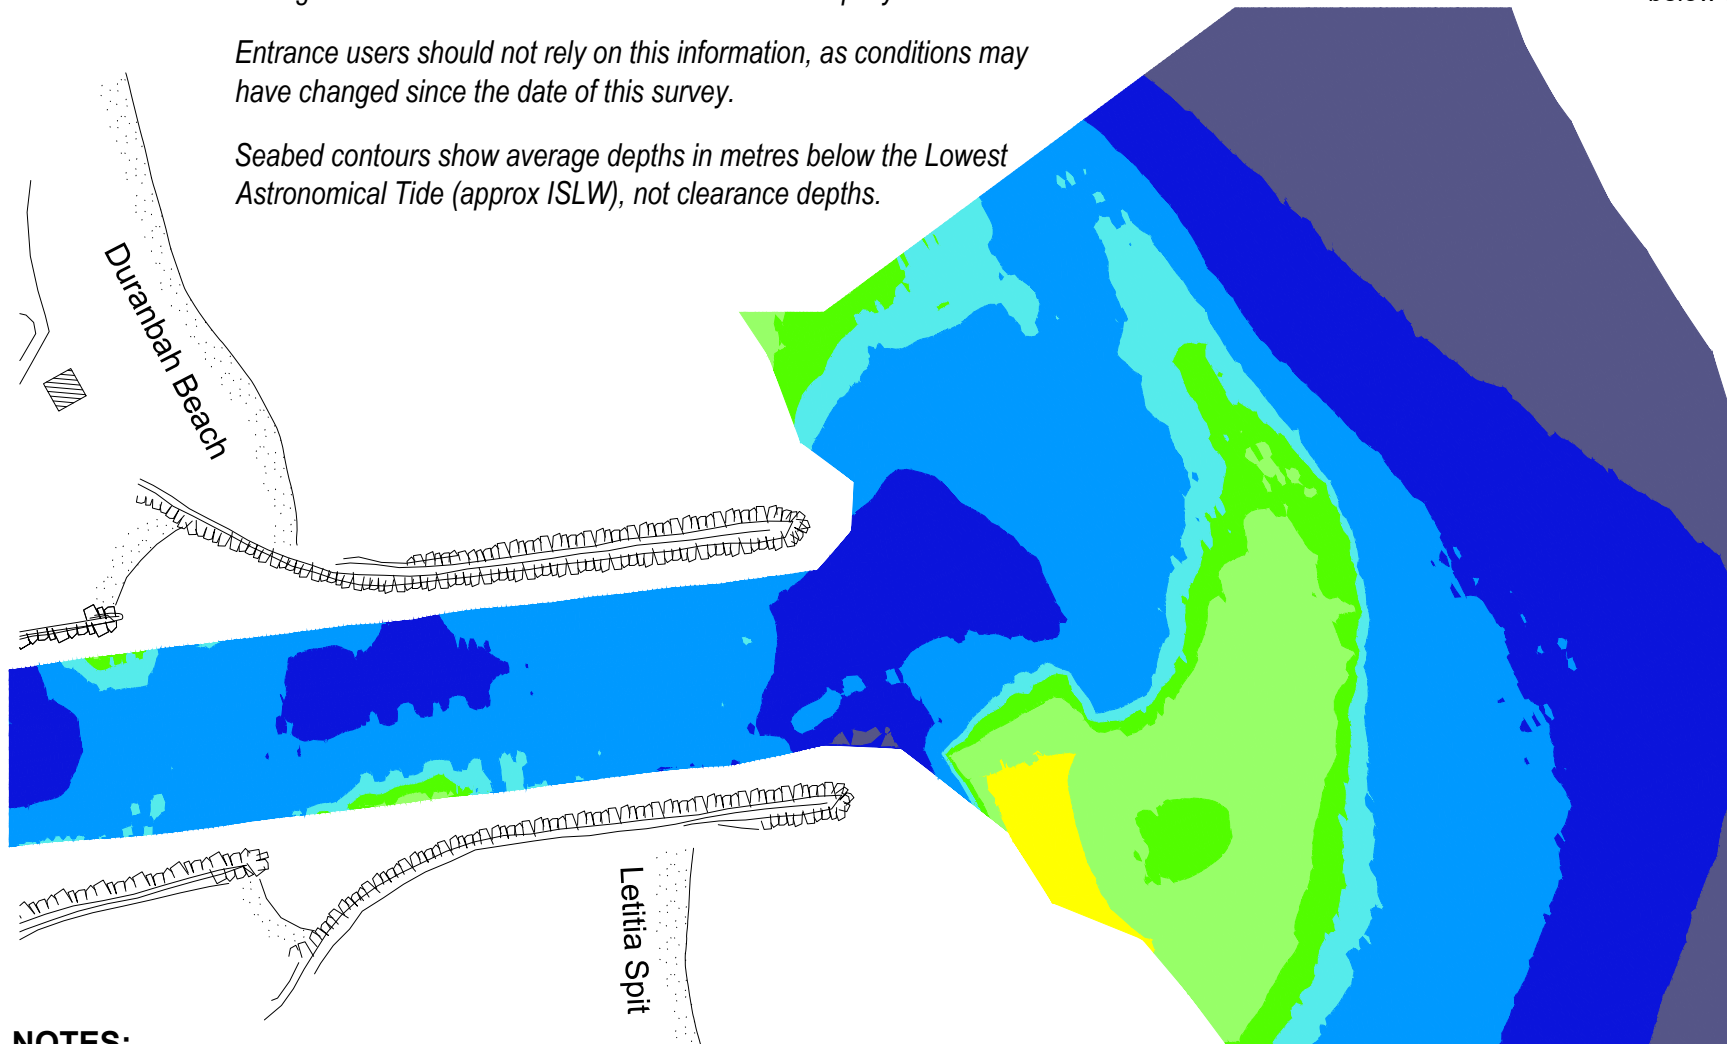 Entrance users should not rely on this information, as conditions may
have changed since the date of this survey.
Seabed contours show average depths in metres below the Lowest
Astronomical Tide (approx ISLW), not clearance depths.
Duranbah Beach
Letitia Spit
NOTES: